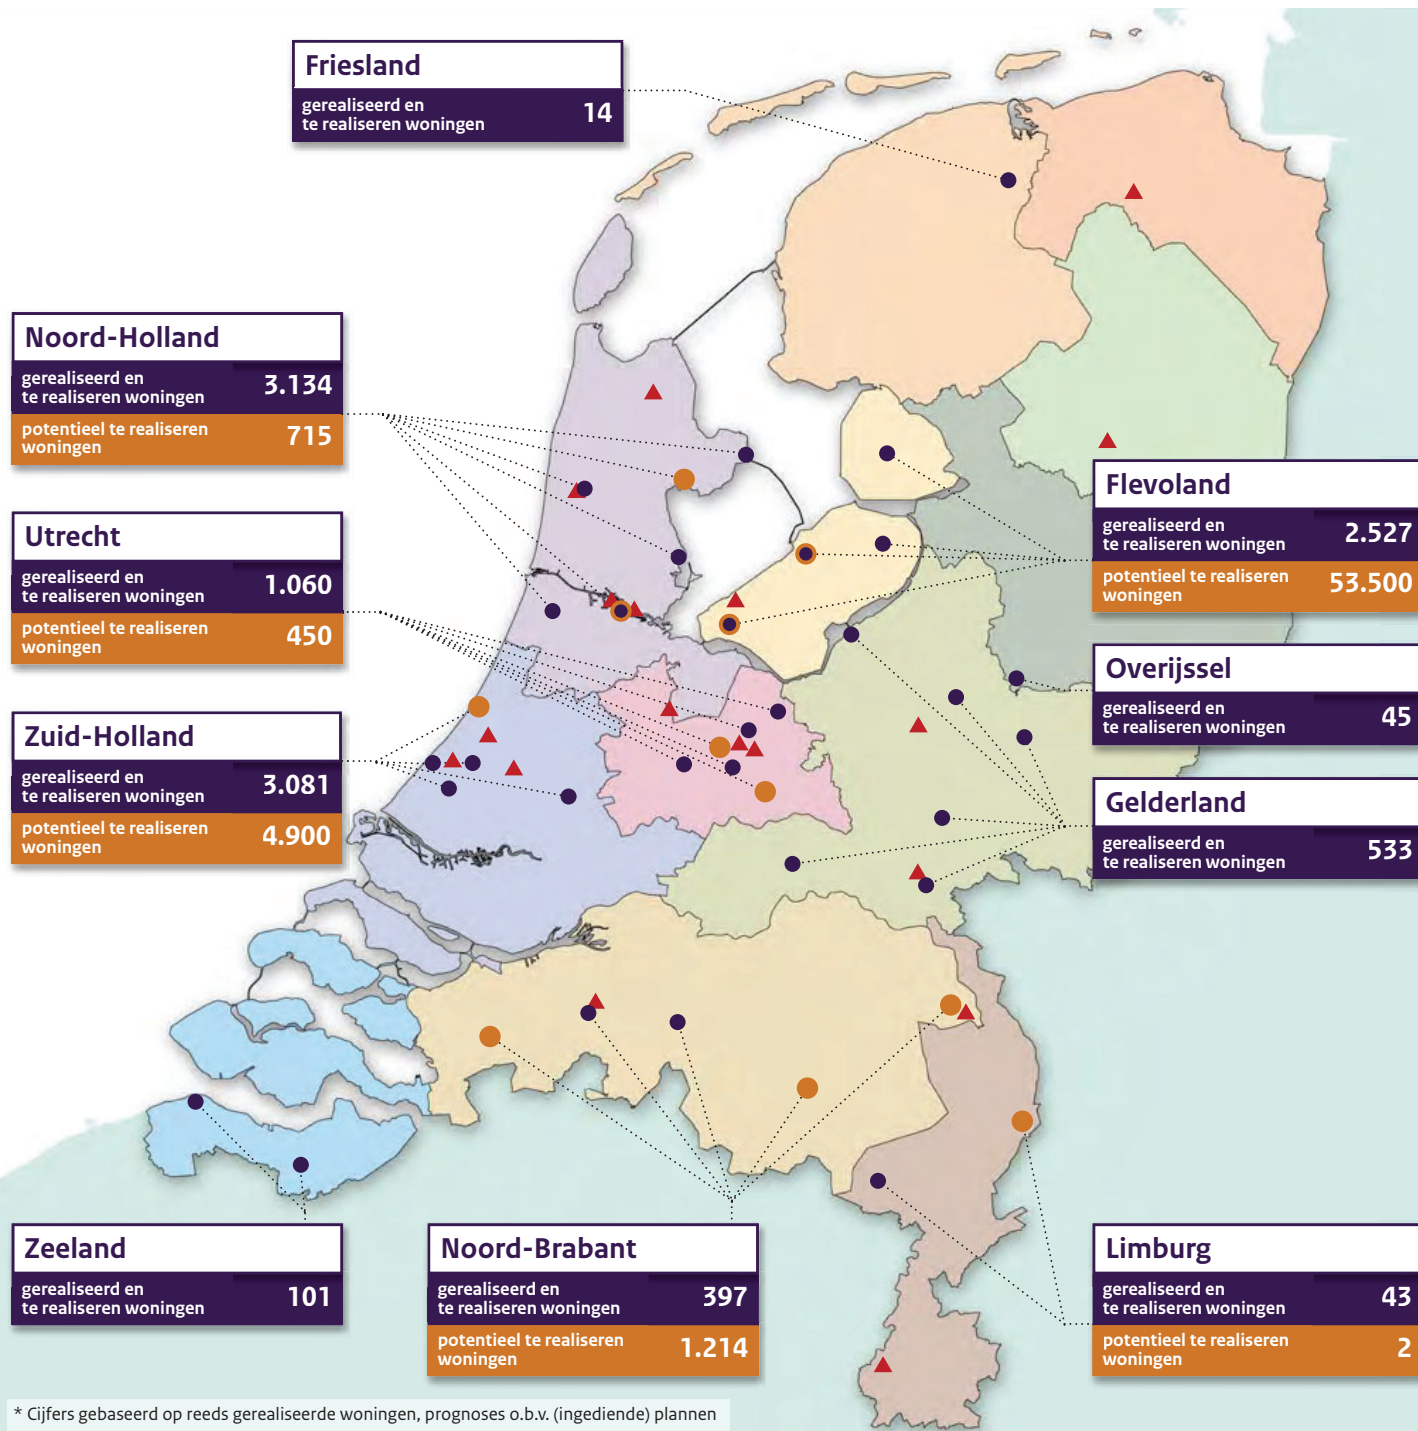 Friesland
gerealiseerd en
te realiseren woningen
14
Noord-Holland
gerealiseerd en
te realiseren woningen
3.134
potentieel te realiseren
woningen
715
Utrecht
gerealiseerd en
te realiseren woningen
1.060
potentieel te realiseren
woningen
450
Zuid-Holland
gerealiseerd en
te realiseren woningen
3.081
potentieel te realiseren
woningen
4.900
Flevoland
gerealiseerd en
te realiseren woningen
2.527
potentieel te realiseren
woningen
53.500
Overijssel
gerealiseerd en
te realiseren woningen
45
Gelderland
gerealiseerd en
te realiseren woningen
533
Zeeland
gerealiseerd en
te realiseren woningen
101
Noord-Brabant
gerealiseerd en
te realiseren woningen
397
potentieel te realiseren
woningen
1.214
Limburg
gerealiseerd en
te realiseren woningen
43
potentieel te realiseren
woningen
2
* Cijfers gebaseerd op reeds gerealiseerde woningen, prognoses o.b.v. (ingediende) plannen